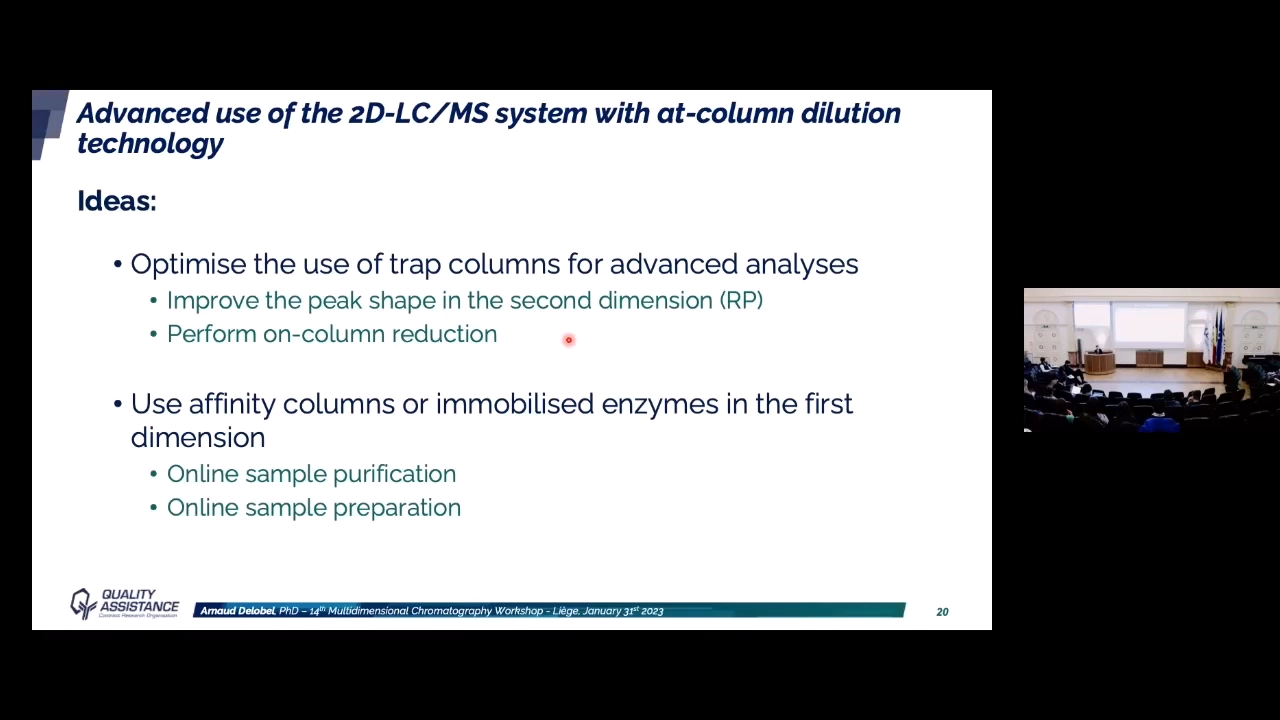 Advanced use of the 2D-LC/MS system with at-column dilution
technology
Ideas:
• Optimise the use of trap columns for advanced analyses
• Improve the peak shape in the second dimension (RP)
• Perform on-column reduction
• Use affinity columns or immobilised enzymes in the first
dimension
• Online sample purification
• Online sample preparation
QUALITY
ASSISTANCE
Contract Research Organisation
Arnaud Delobel, PhD – 14th Multidimensional Chromatography Workshop - Liège, January 31st 2023
20